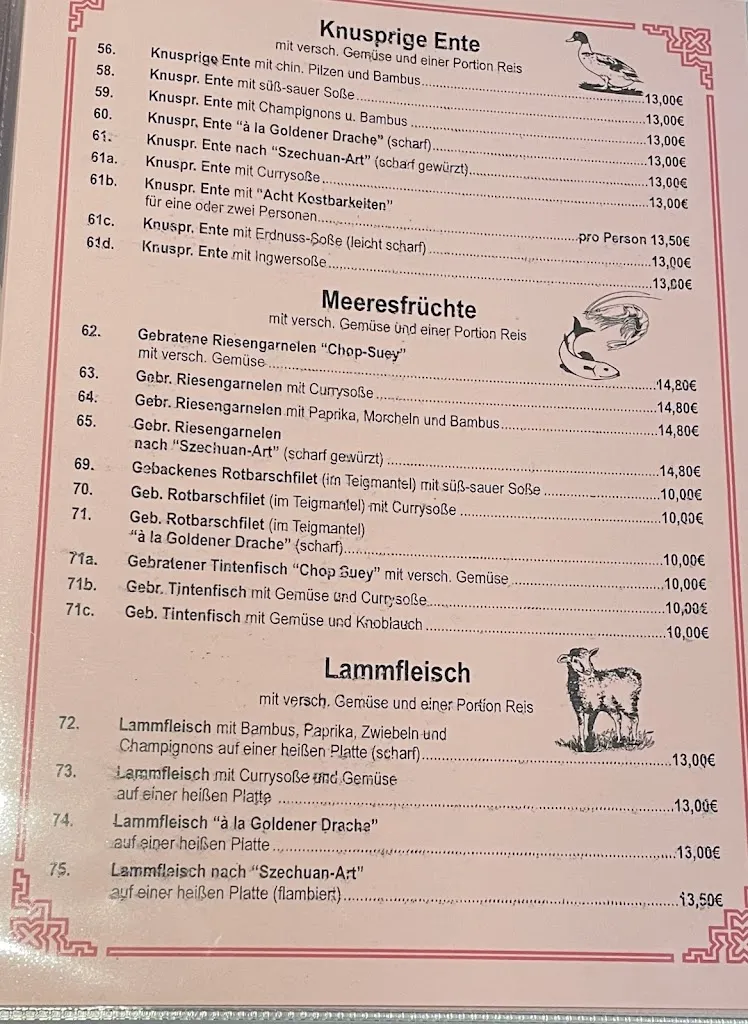 Knusprige Ente
mit versch. Gemüse und einer Portion Reis
56. Knusprige Ente mit chin. Pilzen und Bambus 13,00€
58. Knuspr. Ente mit süß-sauer Soße 13,00€
59. Knuspr. Ente mit Champignons u. Bambus 13,00€
60. Knuspr. Ente "à la Goldener Drache" (scharf) 13,00€
61. Knuspr. Ente nach "Szechuan-Art" (scharf gewürzt) 13,00€
61a. Knuspr. Ente mit Currysoße 13,00€
61b. Knuspr. Ente mit "Acht Kostbarkeiten"
für eine oder zwei Personen pro Person 13,50€
61c. Knuspr. Ente mit Erdnuss-Soße (leicht scharf) 13,00€
61d. Knuspr. Ente mit Ingwersoße 13,00€
Meeresfrüchte
mit versch. Gemüse und einer Portion Reis
62. Gebratene Riesengarnelen "Chop-Suey"
mit versch. Gemüse 14,80€
63. Gebr. Riesengarnelen mit Currysoße 14,80€
64. Gebr. Riesengarnelen mit Paprika, Morcheln und Bambus 14,80€
65. Gebr. Riesengarnelen
nach "Szechuan-Art" (scharf gewürzt) 14,80€
69. Gebackenes Rotbarschfilet (im Teigmantel) mit süß-sauer Soße 10,00€
70. Geb. Rotbarschfilet (im Teigmantel) mit Currysoße 10,00€
71. Geb. Rotbarschfilet (im Teigmantel)
"à la Goldener Drache" (scharf) 10,00€
71a. Gebratener Tintenfisch "Chop Suey" mit versch. Gemüse 10,00€
71b. Gebr. Tintenfisch mit Gemüse und Currysoße 10,00€
71c. Geb. Tintenfisch mit Gemüse und Knoblauch 10,00€
Lammfleisch
mit versch. Gemüse und einer Portion Reis
72. Lammfleisch mit Bambus, Paprika, Zwiebeln und
Champignons auf einer heißen Platte (scharf) 13,00€
73. Lammfleisch mit Currysoße und Gemüse
auf einer heißen Platte 13,00€
74. Lammfleisch "à la Goldener Drache"
auf einer heißen Platte 13,00€
75. Lammfleisch nach "Szechuan-Art"
auf einer heißen Platte (flambiert) 13,50€